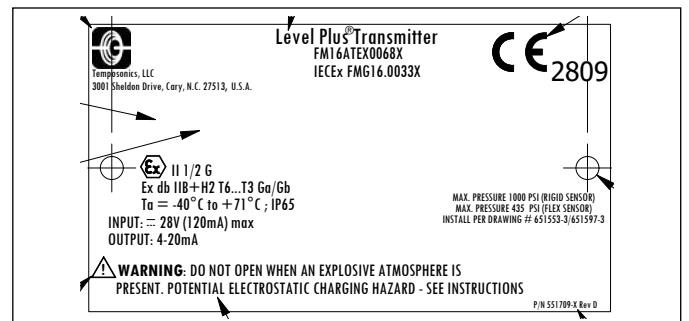 Level Plus® Transmitter
FM16ATEX0068X
IECEx FMG16.0033X
CE 2809
Temposonics, LLC
3001 Sheldon Drive, Cary, N.C. 27513, U.S.A.
Ex II 1/2 G
Ex db IIB+H2 T6...T3 Ga/Gb
Ta = -40°C to +71°C ; IP65
INPUT: ⎓ 28V (120mA) max
OUTPUT: 4-20mA
MAX. PRESSURE 1000 PSI (RIGID SENSOR)
MAX. PRESSURE 435 PSI (FLEX SENSOR)
INSTALL PER DRAWING # 651553-3/651597-3
WARNING: DO NOT OPEN WHEN AN EXPLOSIVE ATMOSPHERE IS
PRESENT. POTENTIAL ELECTROSTATIC CHARGING HAZARD - SEE INSTRUCTIONS
P/N 551709-X Rev D